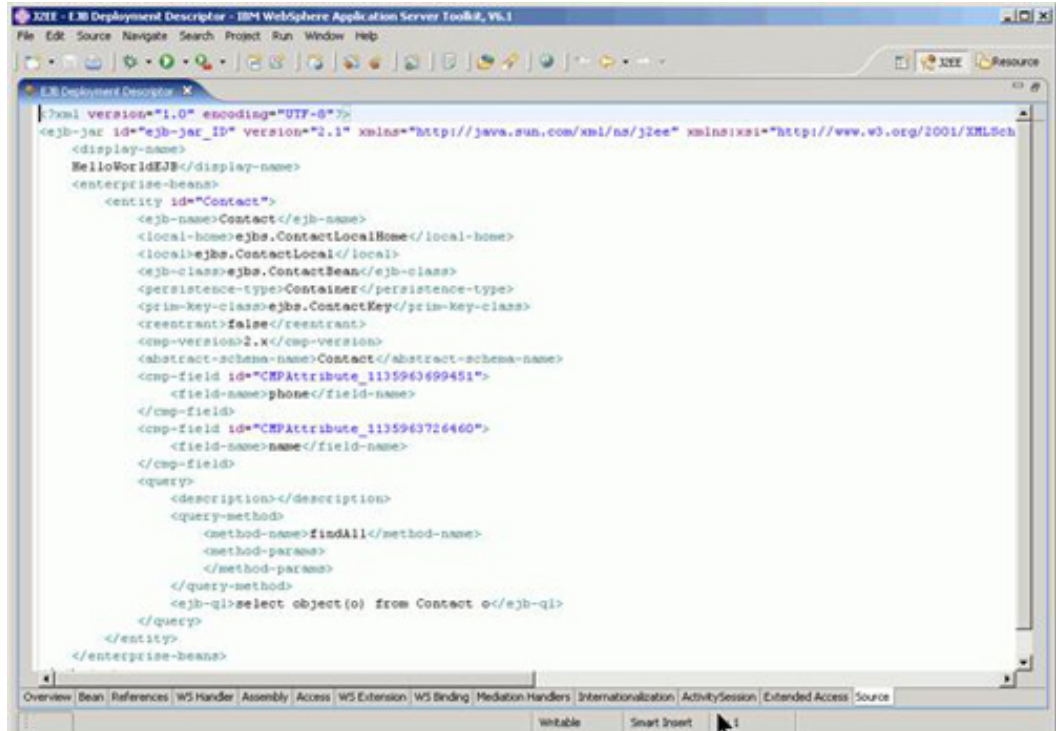 J2EE - EJB Deployment Descriptor - IBM WebSphere Application Server Toolkit, V6.1
File Edit Source Navigate Search Project Run Window Help
J2EE Resource
EJB Deployment Descriptor
<?xml version="1.0" encoding="UTF-8"?>
<ejb-jar id="ejb-jar_ID" version="2.1" xmlns="http://java.sun.com/xml/ns/j2ee" xmlns:xsi="http://www.w3.org/2001/XMLSch
<display-name>
HelloWorldEJB</display-name>
<enterprise-beans>
<entity id="Contact">
<ejb-name>Contact</ejb-name>
<local-home>ejbs.ContactLocalHome</local-home>
<local>ejbs.ContactLocal</local>
<ejb-class>ejbs.ContactBean</ejb-class>
<persistence-type>Container</persistence-type>
<prim-key-class>ejbs.ContactKey</prim-key-class>
<reentrant>false</reentrant>
<cmp-version>2.x</cmp-version>
<abstract-schema-name>Contact</abstract-schema-name>
<cmp-field id="CMPAttribute_1135963699451">
<field-name>phone</field-name>
</cmp-field>
<cmp-field id="CMPAttribute_1135963726460">
<field-name>name</field-name>
</cmp-field>
<query>
<description></description>
<query-method>
<method-name>findAll</method-name>
<method-params>
</method-params>
</query-method>
<ejb-ql>select object(o) from Contact o</ejb-ql>
</query>
</entity>
</enterprise-beans>
Overview Bean References WS Handler Assembly Access WS Extension WS Binding Mediation Handlers Internationalization ActivitySession Extended Access Source
Writable Smart Insert